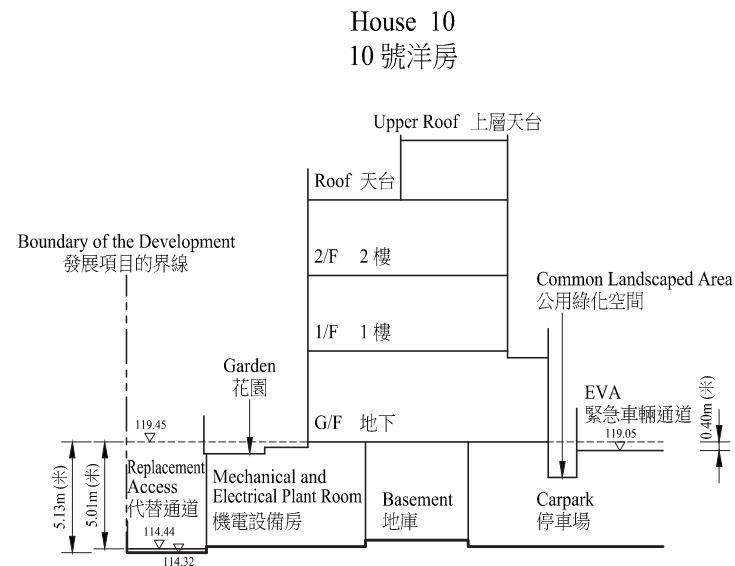 House 10
10 號洋房
Upper Roof 上層天台
Roof 天台
Boundary of the Development
發展項目的界線
2/F 2 樓
Common Landscaped Area
公用綠化空間
1/F 1 樓
Garden
花園
EVA
緊急車輛通道
0.40m (米)
G/F 地下
119.45
119.05
Replacement
Access
代替通道
Mechanical and
Electrical Plant Room
機電設備房
Basement
地庫
Carpark
停車場
5.13m (米)
5.01m (米)
114.44
114.32